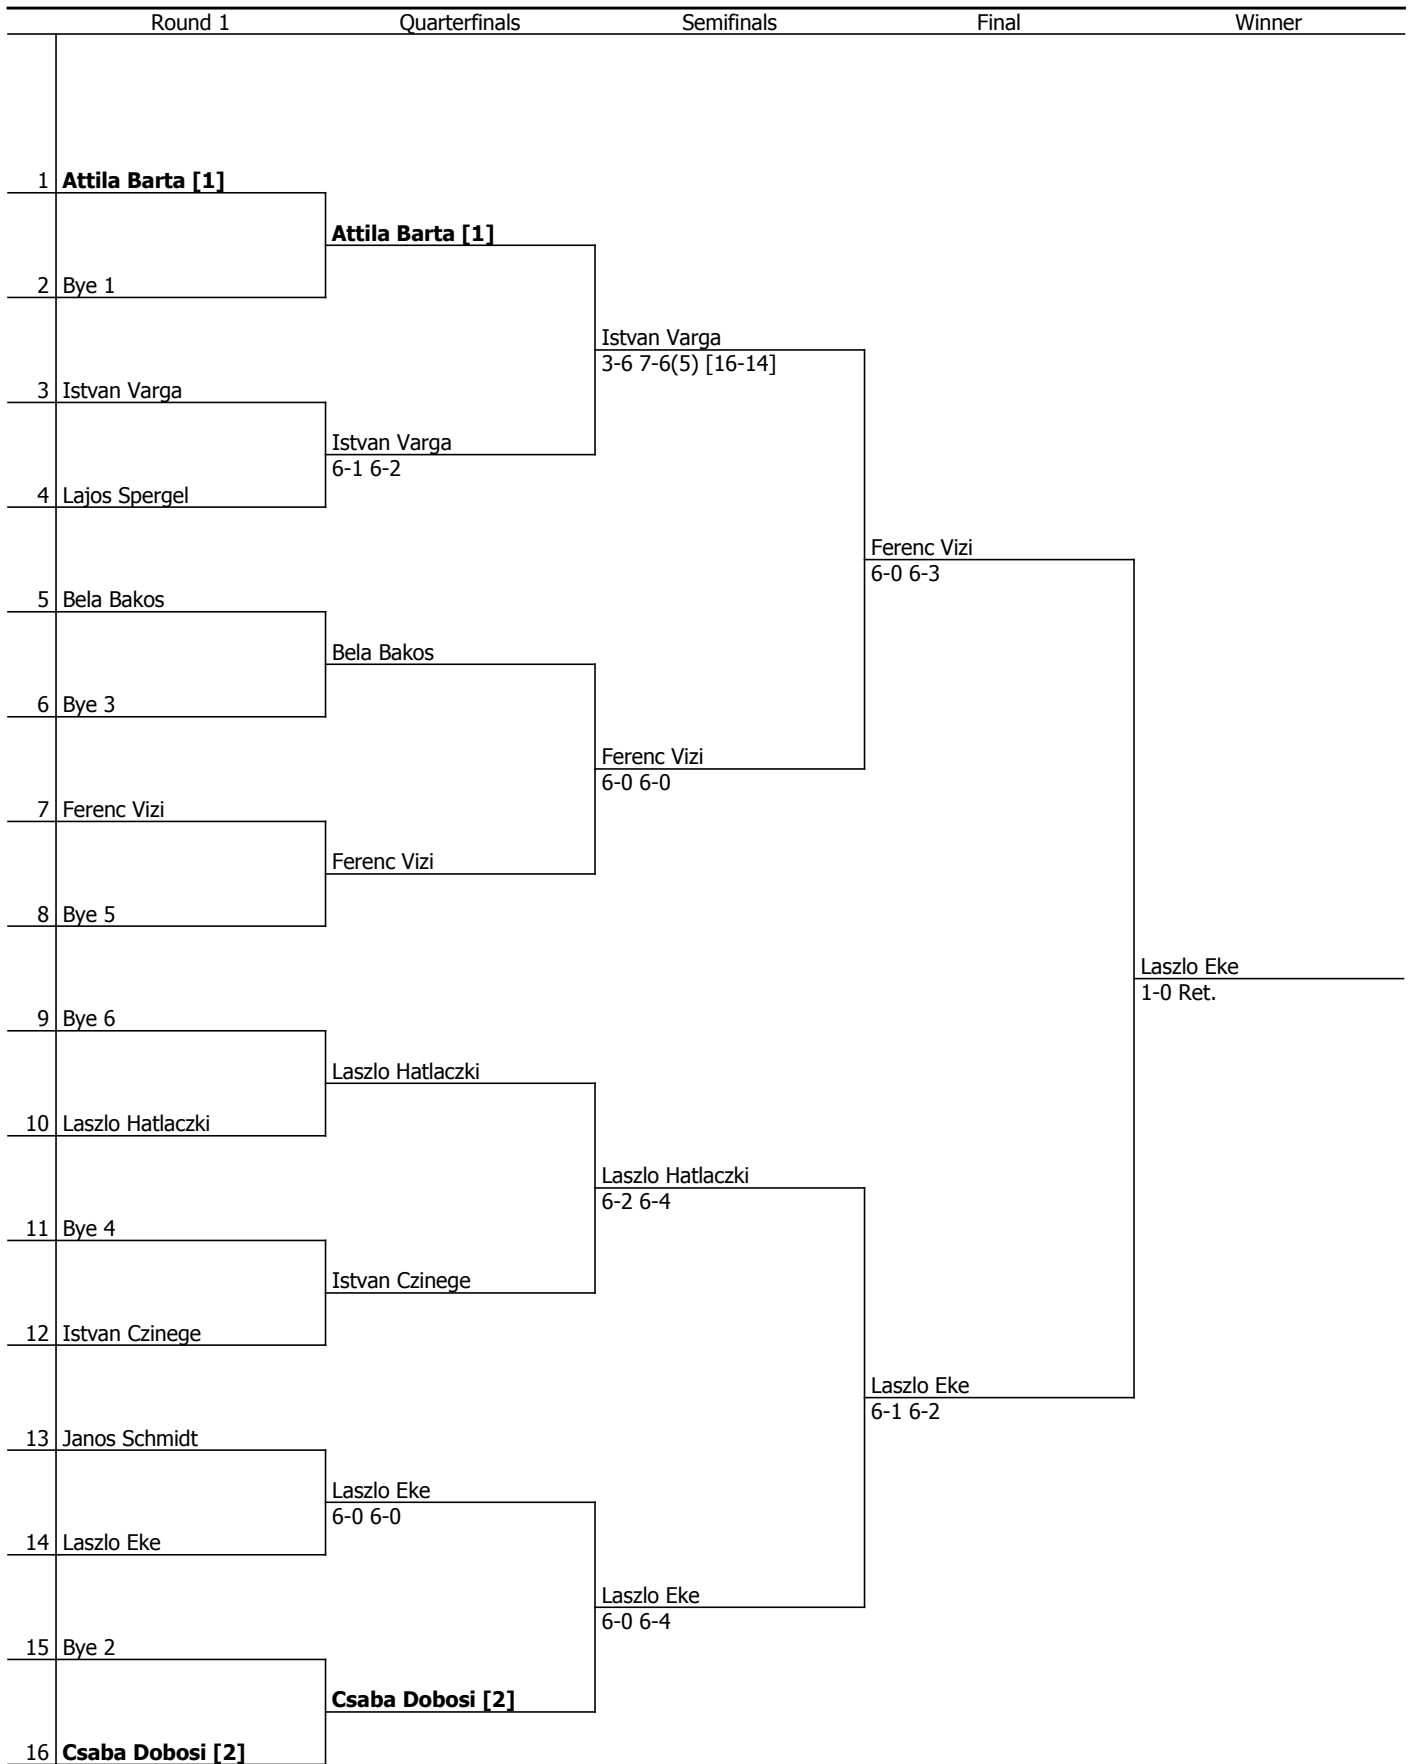 Round 1 Quarterfinals Semifinals Final Winner
1 Attila Barta [1]
Attila Barta [1]
2 Bye 1
Istvan Varga
3-6 7-6(5) [16-14]
3 Istvan Varga
Istvan Varga
6-1 6-2
4 Lajos Spergel
Ferenc Vizi
6-0 6-3
5 Bela Bakos
Bela Bakos
6 Bye 3
Ferenc Vizi
6-0 6-0
7 Ferenc Vizi
Ferenc Vizi
8 Bye 5
Laszlo Eke
1-0 Ret.
9 Bye 6
Laszlo Hatlaczki
10 Laszlo Hatlaczki
Laszlo Hatlaczki
6-2 6-4
11 Bye 4
Istvan Czinege
12 Istvan Czinege
Laszlo Eke
6-1 6-2
13 Janos Schmidt
Laszlo Eke
6-0 6-0
14 Laszlo Eke
Laszlo Eke
6-0 6-4
15 Bye 2
Csaba Dobosi [2]
16 Csaba Dobosi [2]